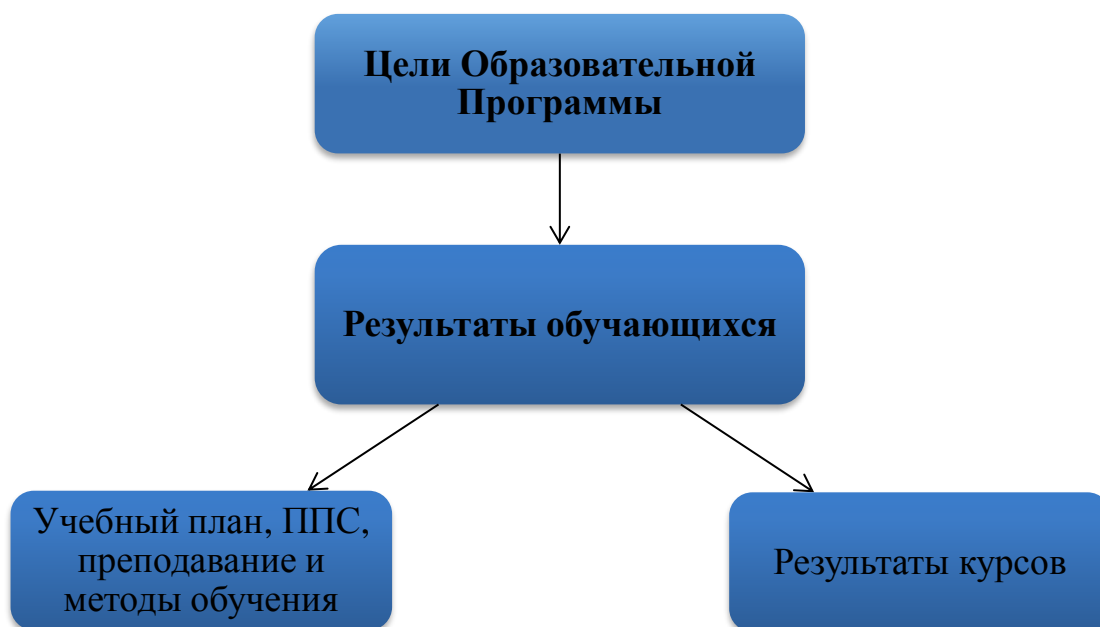 Цели Образовательной
Программы
Результаты обучающихся
Учебный план, ППС,
преподавание и
методы обучения
Результаты курсов